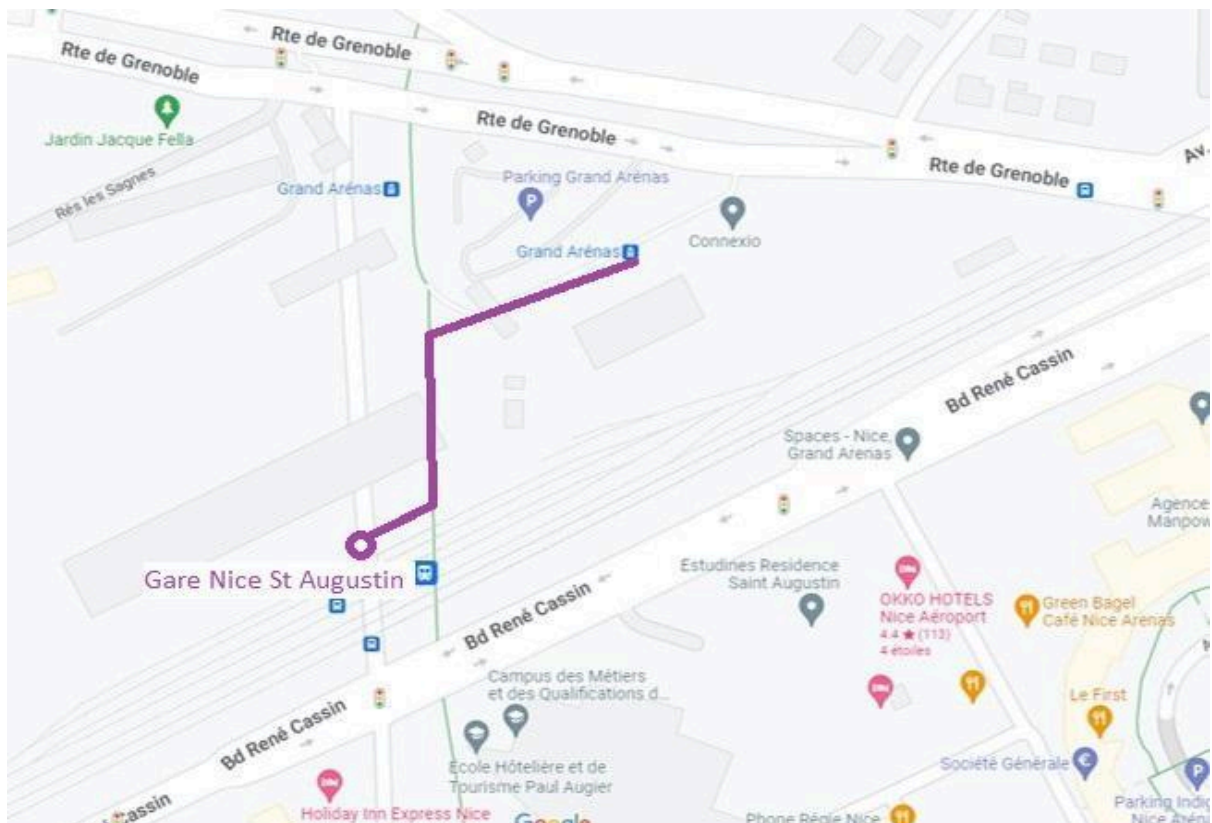 Rte de Grenoble
Rte de Grenoble
Jardin Jacque Fella
Rte de Grenoble
Av.
Rte de Grenoble
Rés les Sagnes
Grand Arénas
Parking Grand Arénas
P
Grand Arénas
Connexio
Bd René Cassin
Spaces - Nice,
Grand Arenas
Agence
Manpow
Gare Nice St Augustin
Estudines Residence
Saint Augustin
OKKO HOTELS
Nice Aéroport
4.4 ★ (113)
4 étoiles
Green Bagel
Café Nice Arenas
Bd René Cassin
Campus des Métiers
et des Qualifications d...
Le First
Bd René Cassin
École Hôtelière et de
Tourisme Paul Augier
Société Générale
€
P
Cassin
Holiday Inn Express Nice
Google
Phone Régie Nice
Parking Indig
Nice Aréna